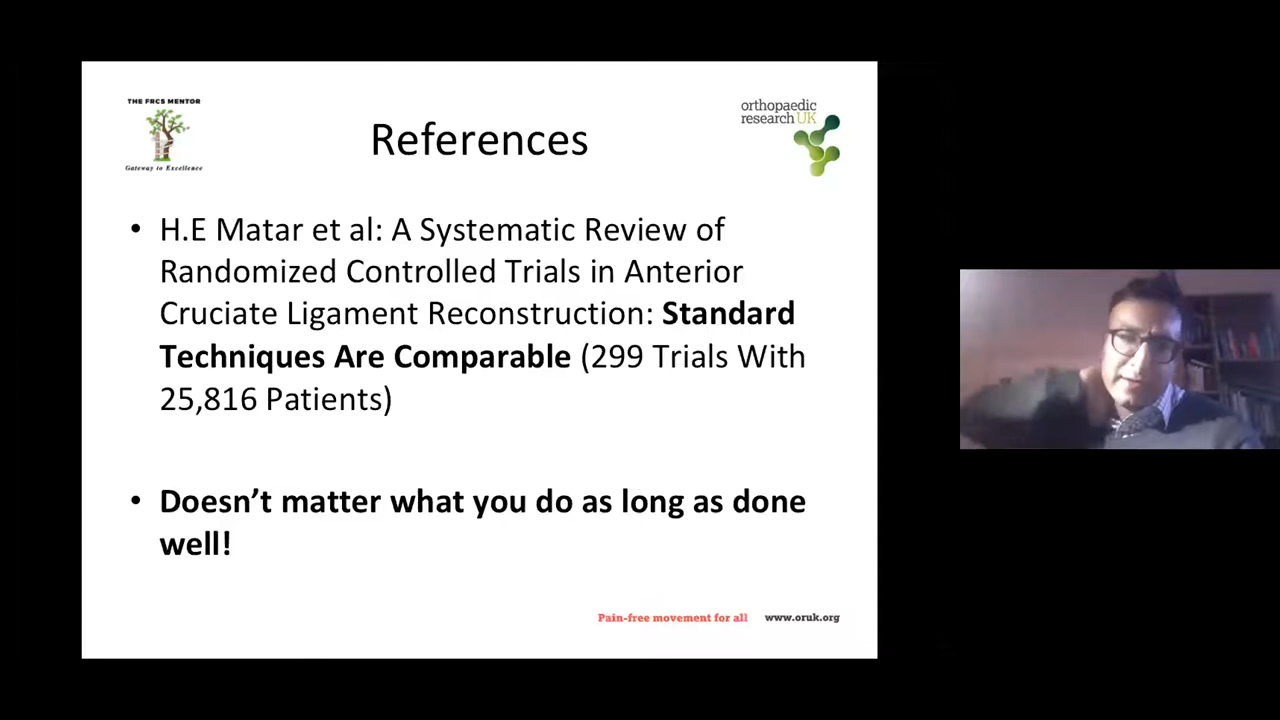 THE FRCS MENTOR
Gateway to Excellence
orthopaedic
research UK
References
• H.E Matar et al: A Systematic Review of
Randomized Controlled Trials in Anterior
Cruciate Ligament Reconstruction: Standard
Techniques Are Comparable (299 Trials With
25,816 Patients)
• Doesn’t matter what you do as long as done
well!
Pain-free movement for all www.oruk.org